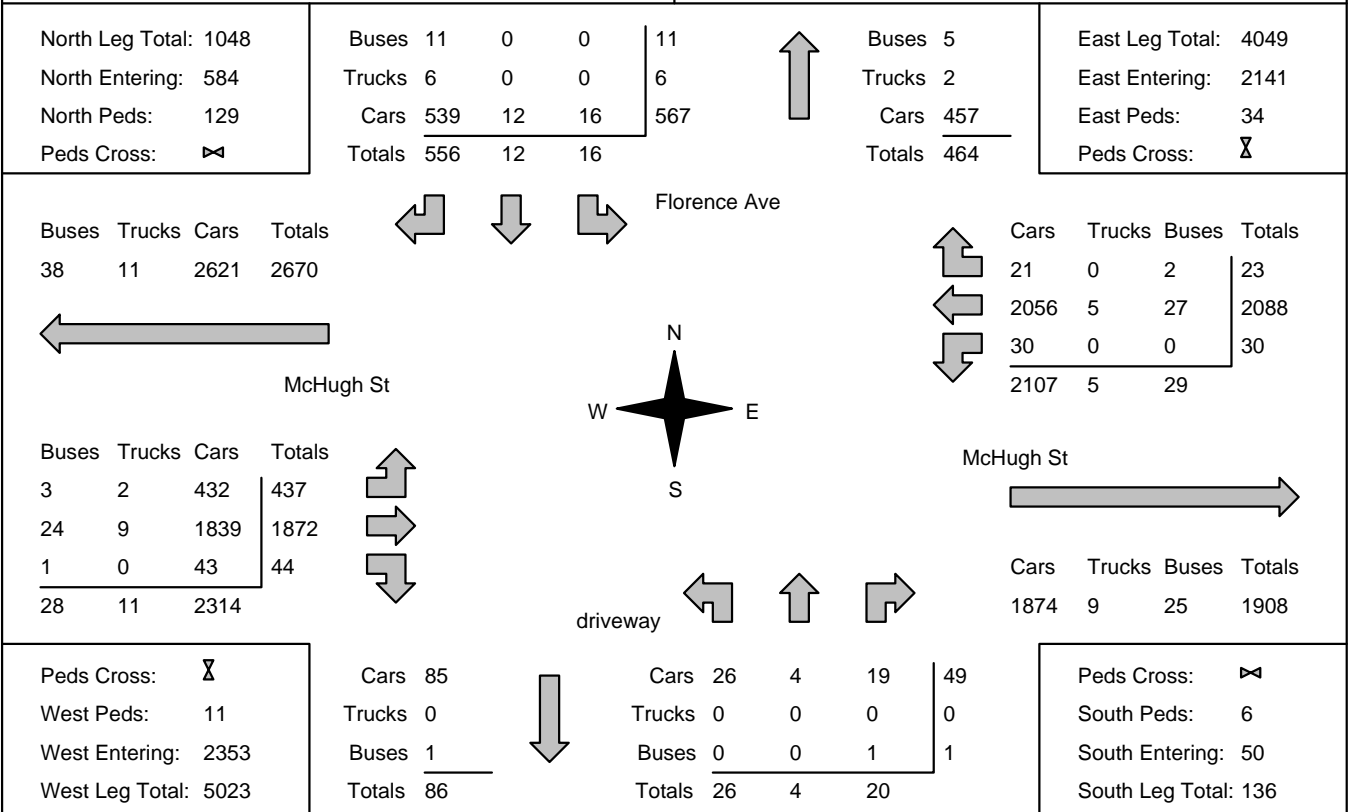 North Leg Total: 1048
North Entering: 584
North Peds: 129
Peds Cross:
Buses 11 0 0 11
Trucks 6 0 0 6
Cars 539 12 16 567
Totals 556 12 16
Buses 5
Trucks 2
Cars 457
Totals 464
East Leg Total: 4049
East Entering: 2141
East Peds: 34
Peds Cross:
Florence Ave
Buses Trucks Cars Totals
38 11 2621 2670
Cars Trucks Buses Totals
21 0 2 23
2056 5 27 2088
30 0 0 30
2107 5 29
McHugh St
N
W E
S
Buses Trucks Cars Totals
3 2 432 437
24 9 1839 1872
1 0 43 44
28 11 2314
McHugh St
Cars Trucks Buses Totals
1874 9 25 1908
driveway
Peds Cross:
West Peds: 11
West Entering: 2353
West Leg Total: 5023
Cars 85
Trucks 0
Buses 1
Totals 86
Cars 26 4 19 49
Trucks 0 0 0 0
Buses 0 0 1 1
Totals 26 4 20
Peds Cross:
South Peds: 6
South Entering: 50
South Leg Total: 136